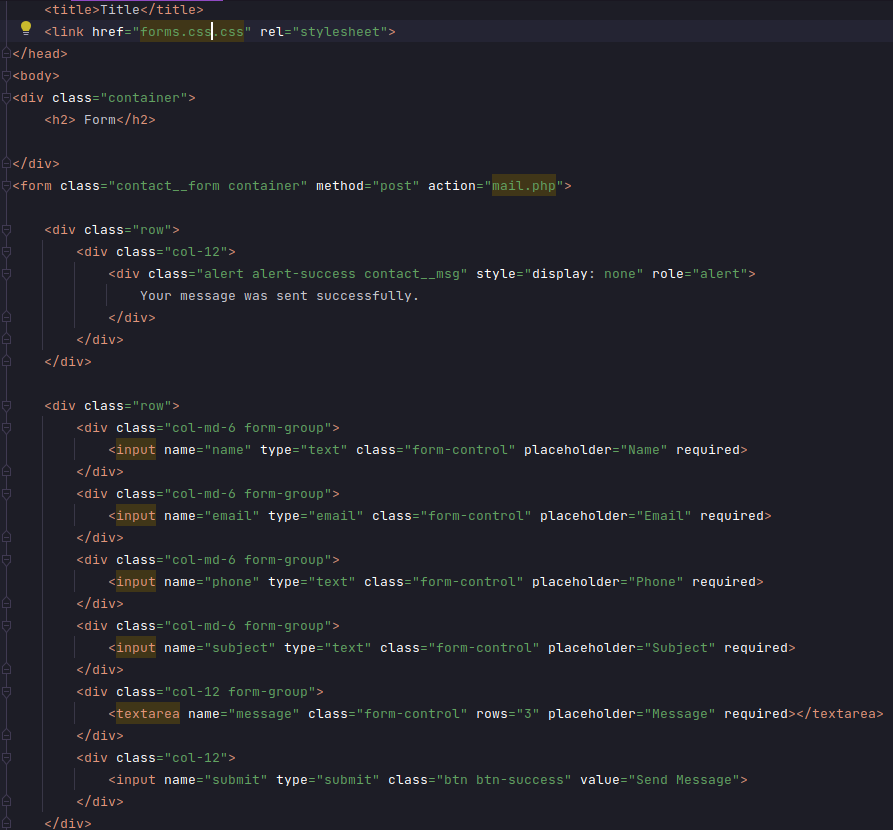 <title>Title</title>
<link href="forms.css.css" rel="stylesheet">
</head>
<body>
<div class="container">
<h2> Form</h2>
</div>
<form class="contact__form container" method="post" action="mail.php">
<div class="row">
<div class="col-12">
<div class="alert alert-success contact__msg" style="display: none" role="alert">
Your message was sent successfully.
</div>
</div>
</div>
<div class="row">
<div class="col-md-6 form-group">
<input name="name" type="text" class="form-control" placeholder="Name" required>
</div>
<div class="col-md-6 form-group">
<input name="email" type="email" class="form-control" placeholder="Email" required>
</div>
<div class="col-md-6 form-group">
<input name="phone" type="text" class="form-control" placeholder="Phone" required>
</div>
<div class="col-md-6 form-group">
<input name="subject" type="text" class="form-control" placeholder="Subject" required>
</div>
<div class="col-12 form-group">
<textarea name="message" class="form-control" rows="3" placeholder="Message" required></textarea>
</div>
<div class="col-12">
<input name="submit" type="submit" class="btn btn-success" value="Send Message">
</div>
</div>